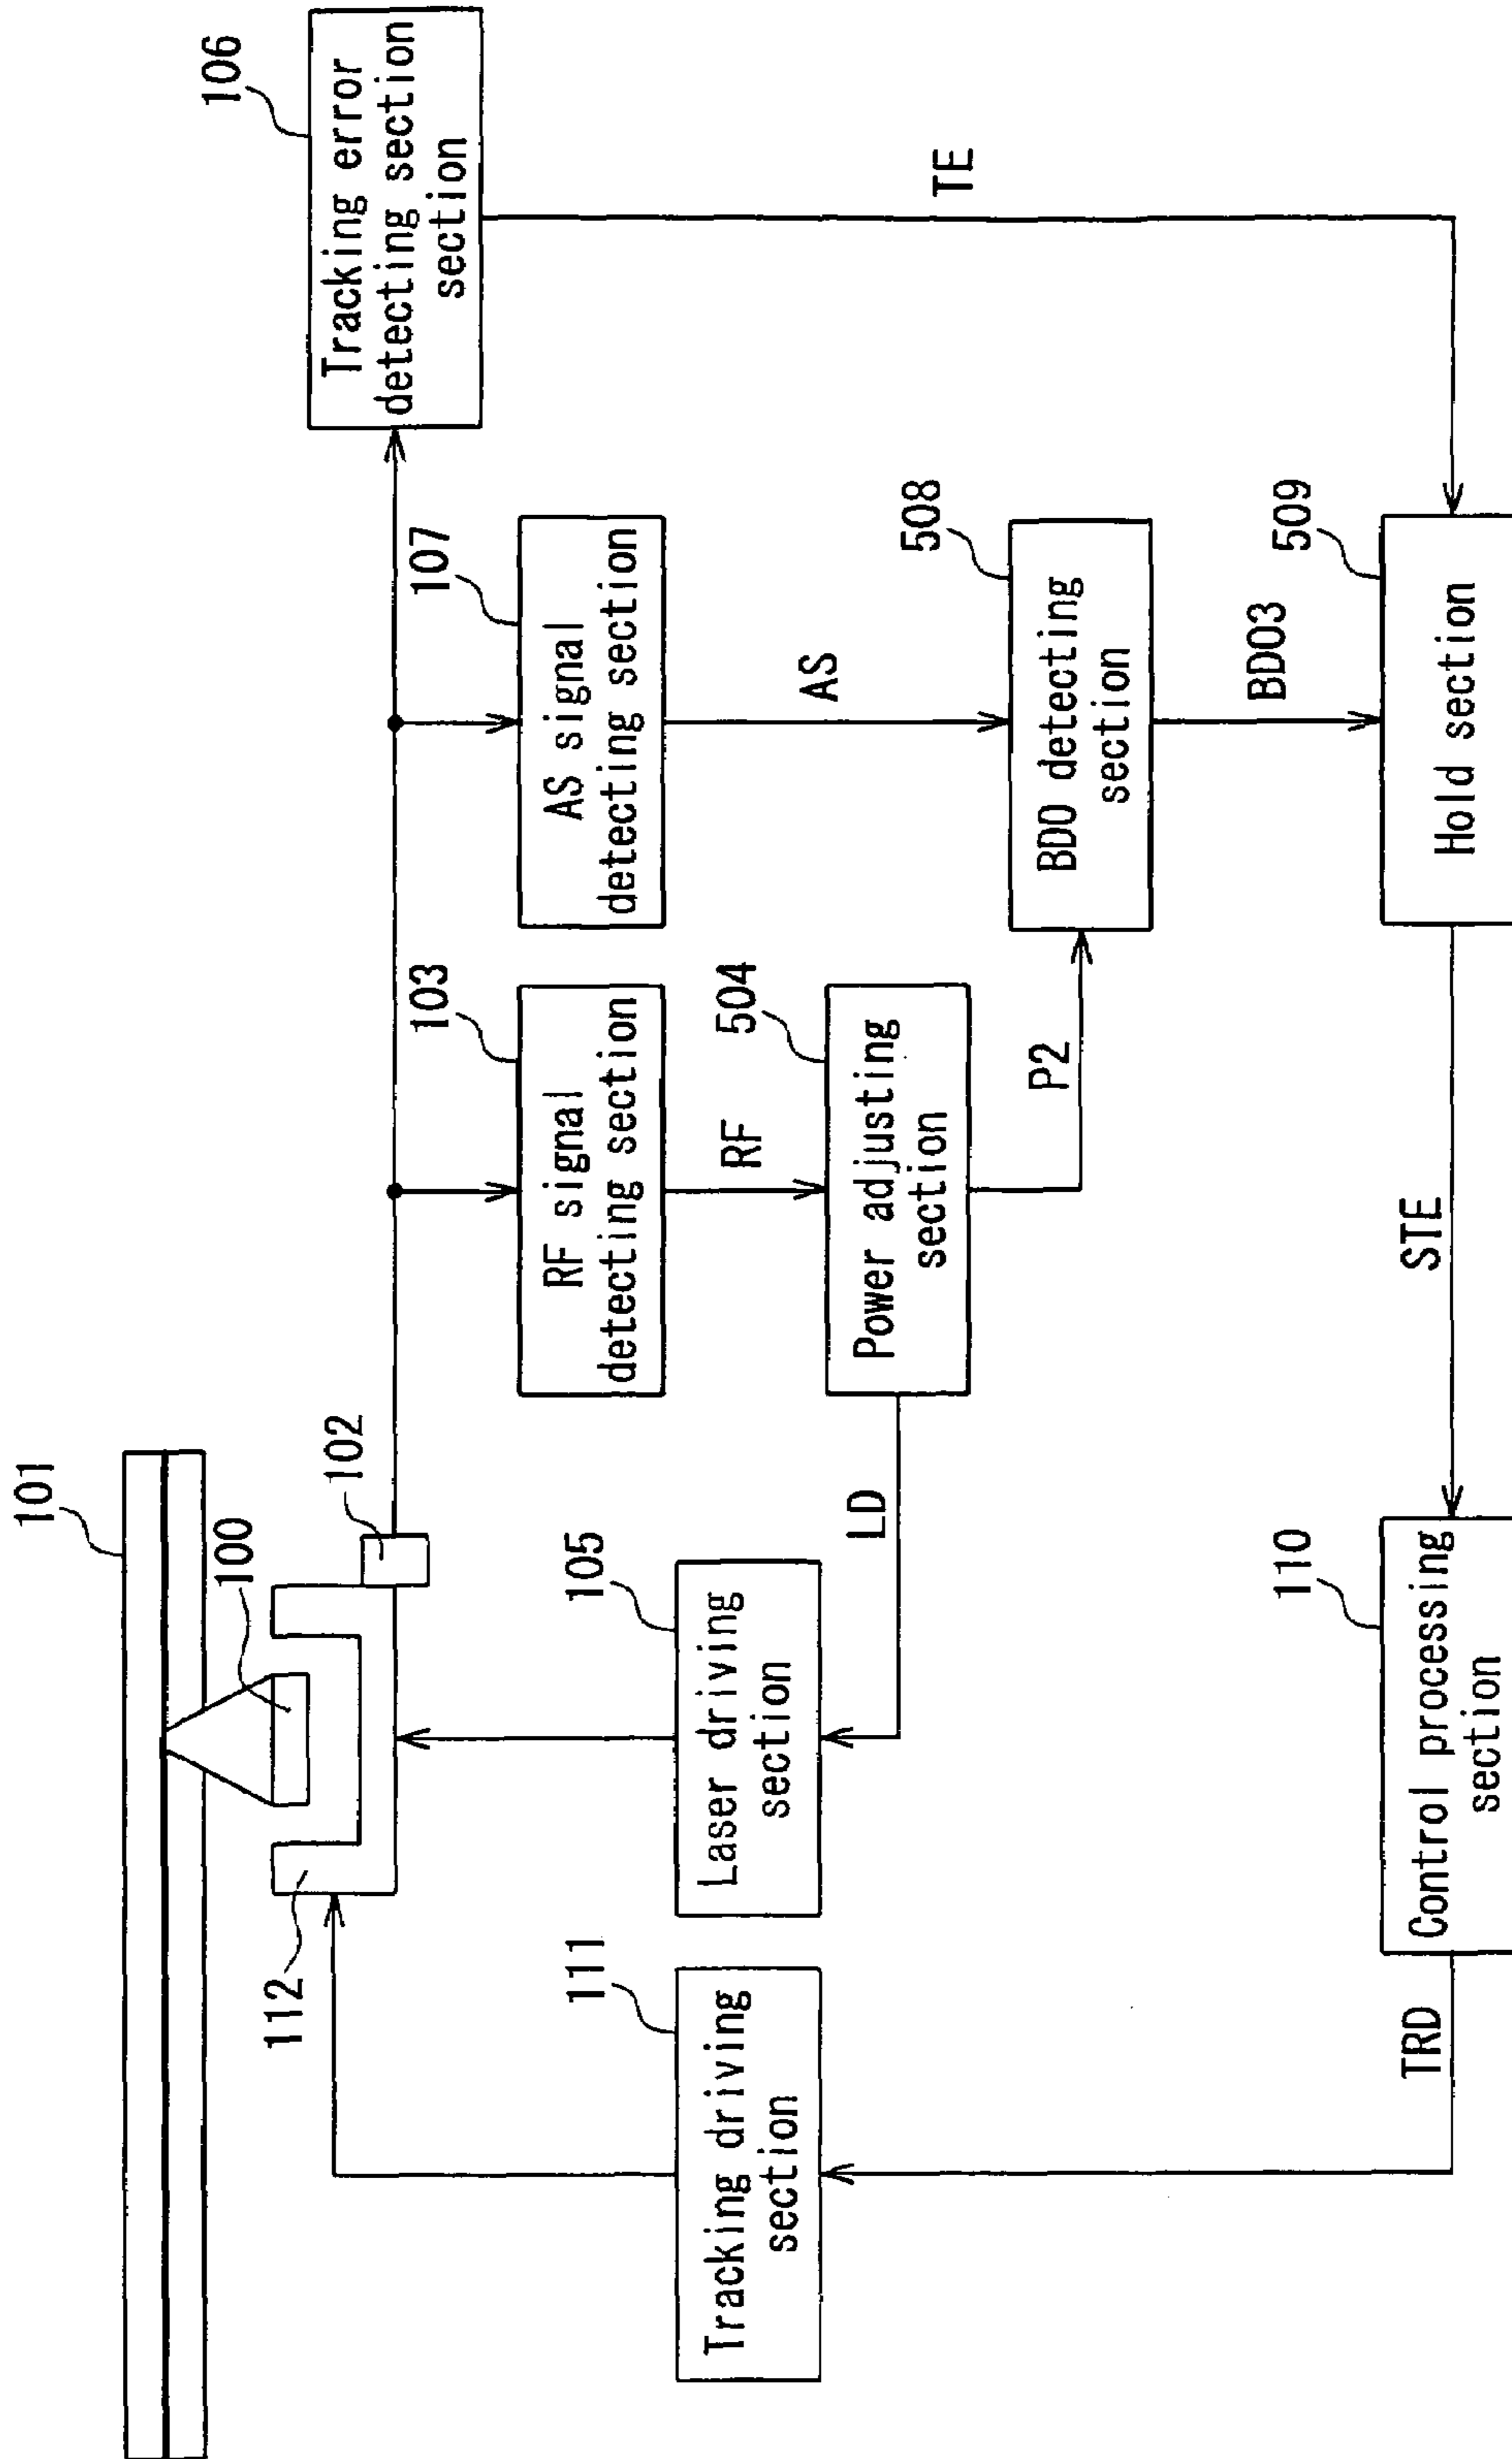 101
100
102
112
106
Tracking error
detecting section
section
103
RF signal
detecting section
107
AS signal
detecting section
TE
RF
AS
111
Tracking driving
section
105
Laser driving
section
LD
504
Power adjusting
section
P2
508
BDO detecting
section
BDO3
TRD
110
Control processing
section
STE
509
Hold section